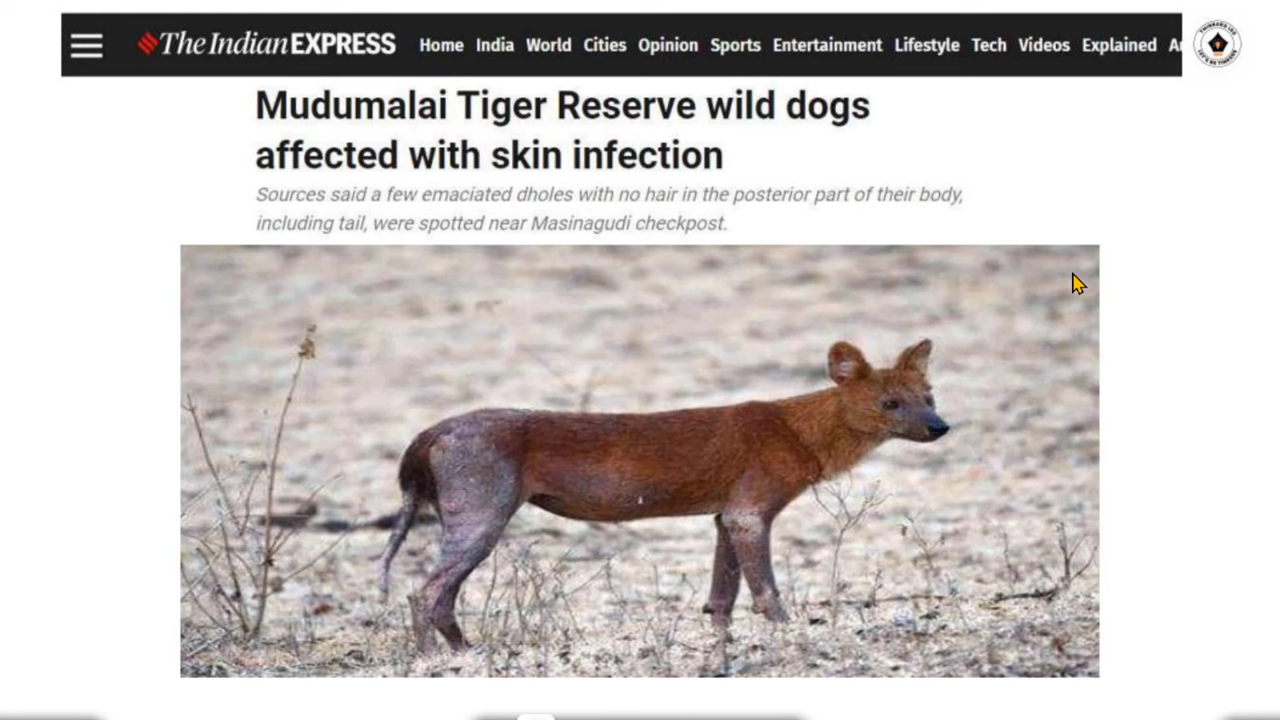 The Indian EXPRESS Home India World Cities Opinion Sports Entertainment Lifestyle Tech Videos Explained
Mudumalai Tiger Reserve wild dogs
affected with skin infection
Sources said a few emaciated dholes with no hair in the posterior part of their body,
including tail, were spotted near Masinagudi checkpost.